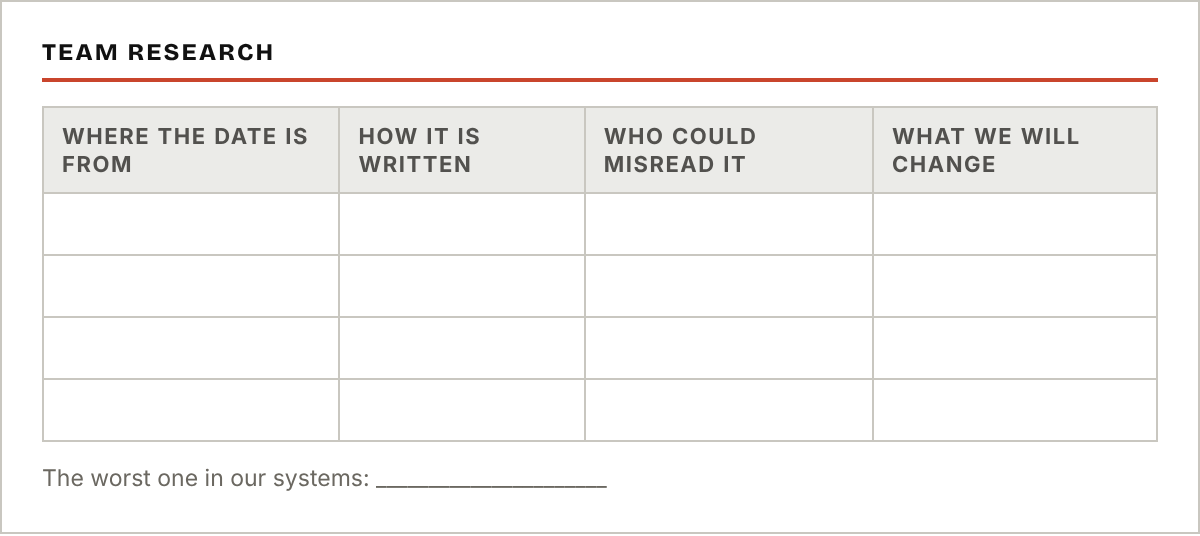 TEAM RESEARCH
WHERE THE DATE IS
FROM
HOW IT IS
WRITTEN
WHO COULD
MISREAD IT
WHAT WE WILL
CHANGE
The worst one in our systems: ____________________